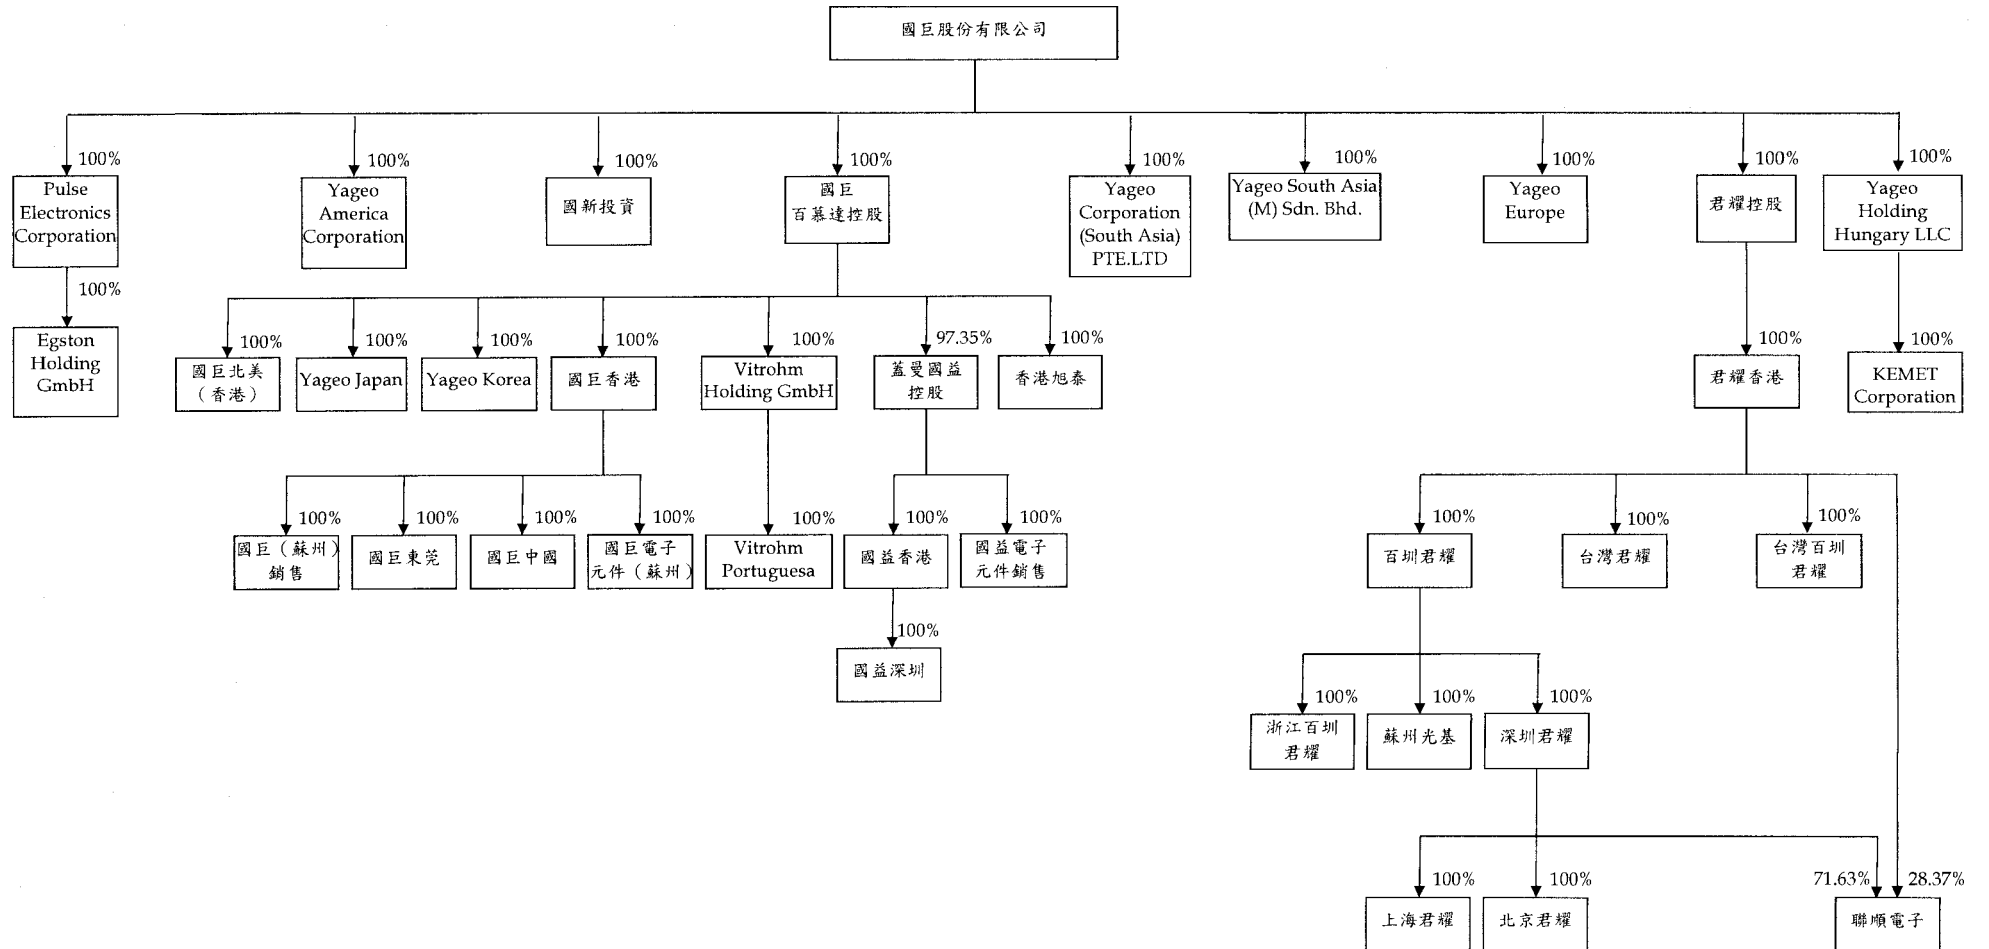 國巨股份有限公司
100%
100%
100%
100%
100%
100%
100%
100%
100%
Pulse
Electronics
Corporation
Yageo
America
Corporation
國新投資
國巨
百慕達控股
Yageo
Corporation
(South Asia)
PTE.LTD
Yageo South Asia
(M) Sdn. Bhd.
Yageo
Europe
君耀控股
Yageo
Holding
Hungary LLC
100%
Egston
Holding
GmbH
100%
100%
100%
100%
100%
97.35%
100%
100%
100%
國巨北美
（香港）
Yageo Japan
Yageo Korea
國巨香港
Vitrohm
Holding GmbH
蓋曼國益
控股
香港旭泰
君耀香港
KEMET
Corporation
100%
100%
100%
100%
100%
100%
100%
100%
100%
100%
國巨（蘇州）
銷售
國巨東莞
國巨中國
國巨電子
元件（蘇州）
Vitrohm
Portuguesa
國益香港
國益電子
元件銷售
百圳君耀
台灣君耀
台灣百圳
君耀
100%
國益深圳
100%
100%
100%
浙江百圳
君耀
蘇州光基
深圳君耀
100%
100%
71.63%
28.37%
上海君耀
北京君耀
聯順電子